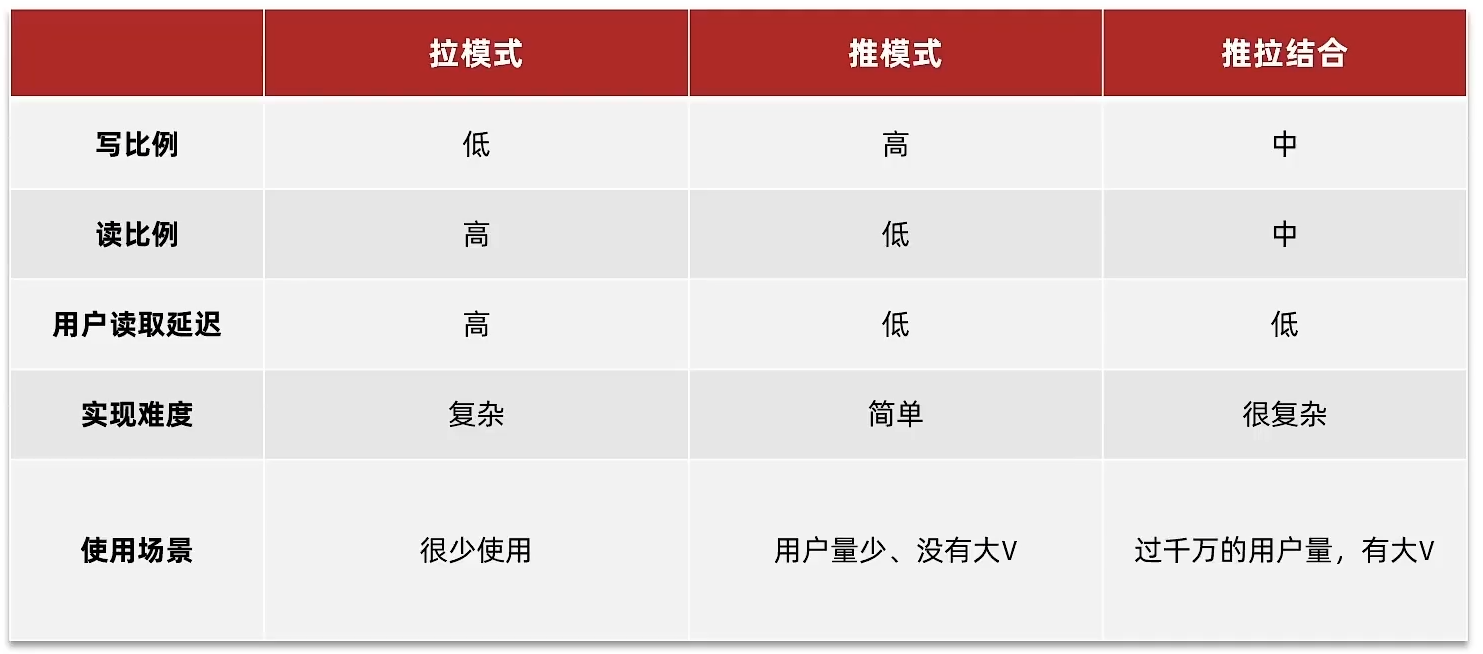 拉模式 推模式 推拉结合
写比例 低 高 中
读比例 高 低 中
用户读取延迟 高 低 低
实现难度 复杂 简单 很复杂
使用场景 很少使用 用户量少、没有大V 过千万的用户量，有大V